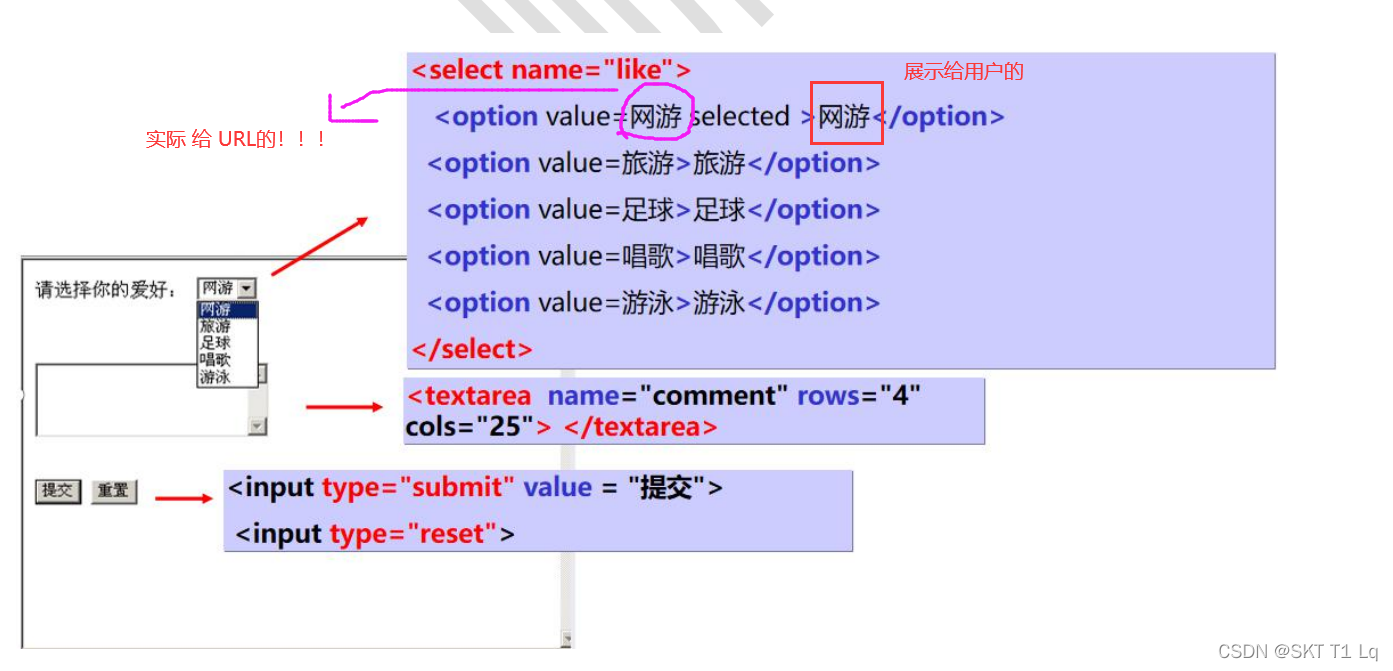 <select name="like">
展示给用户的
<option value=网游 selected >网游</option>
实际 给 URL的！！！
<option value=旅游>旅游</option>
<option value=足球>足球</option>
<option value=唱歌>唱歌</option>
<option value=游泳>游泳</option>
</select>
请选择你的爱好： 网游
网游
旅游
足球
唱歌
游泳
<textarea name="comment" rows="4"
cols="25"> </textarea>
提交 重置
<input type="submit" value = "提交">
<input type="reset">
CSDN @SKT T1 Lq